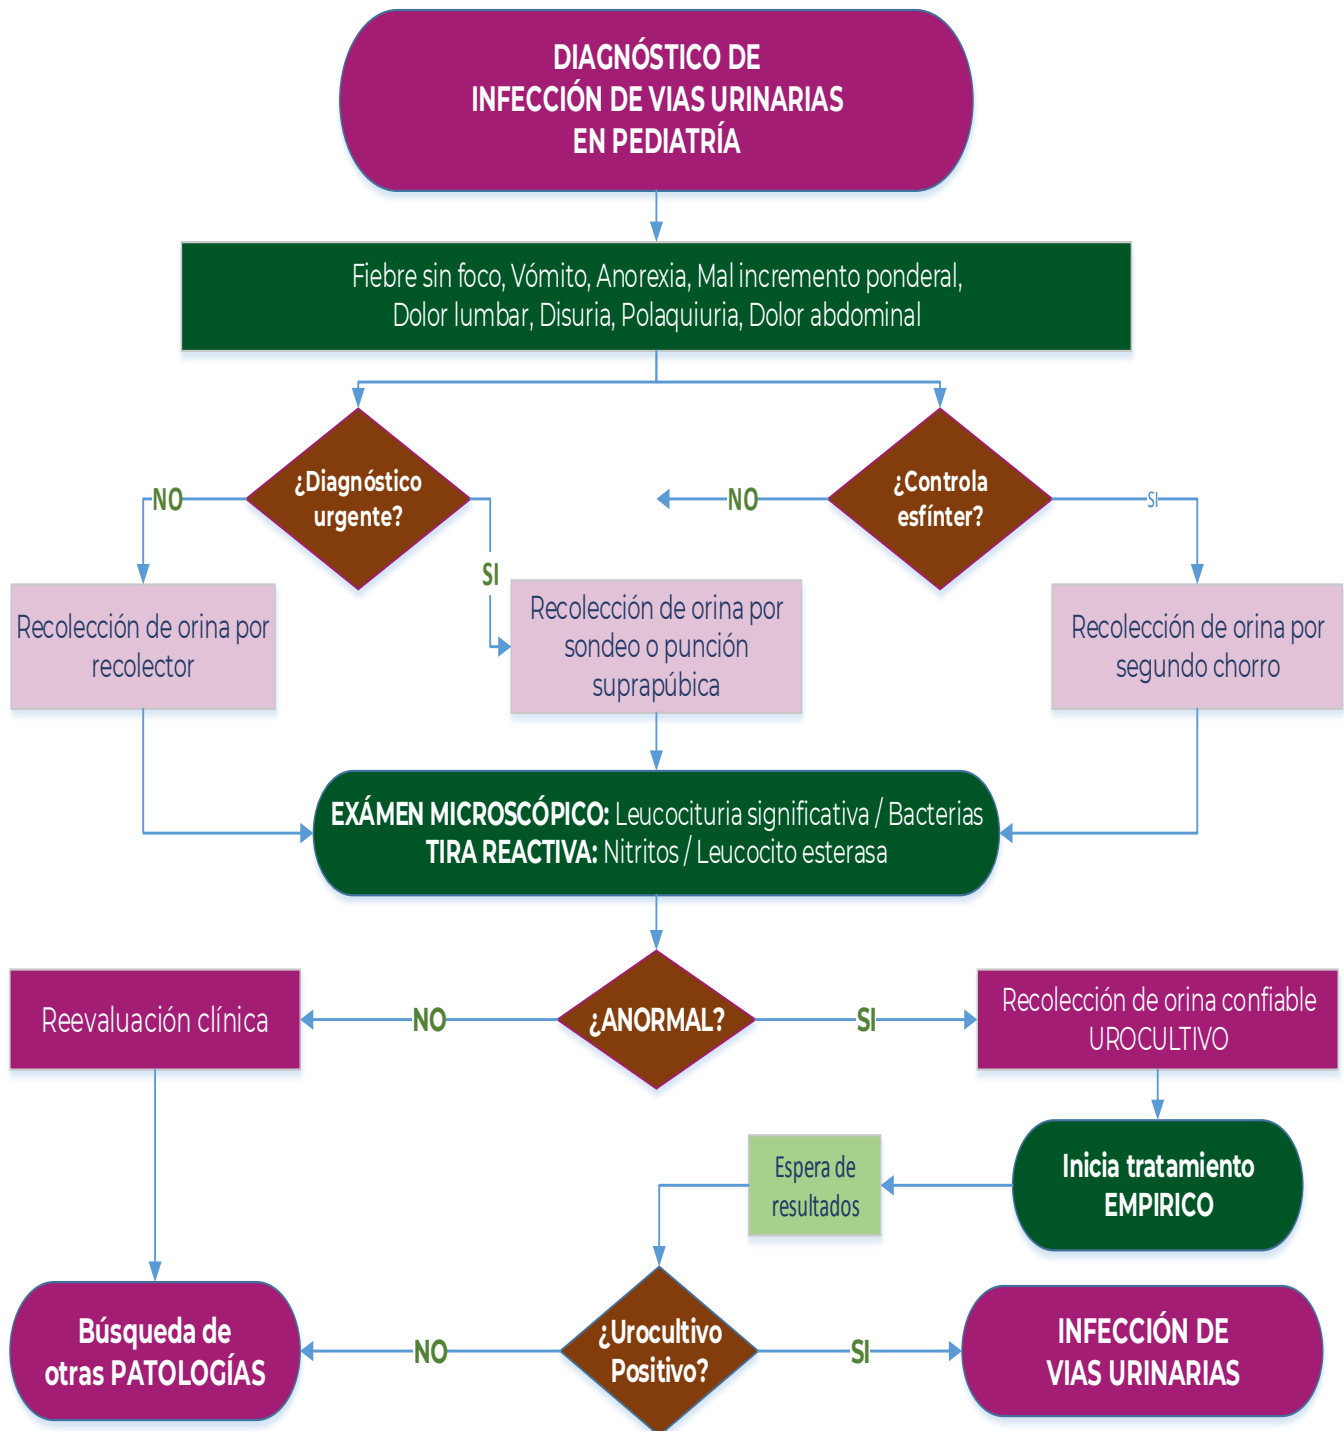 DIAGNÓSTICO DE
INFECCIÓN DE VIAS URINARIAS
EN PEDIATRÍA
Fiebre sin foco, Vómito, Anorexia, Mal incremento ponderal,
Dolor lumbar, Disuria, Polaquiuria, Dolor abdominal
¿Diagnóstico
urgente?
¿Controla
esfínter?
NO
SI
NO
SI
Recolección de orina por
recolector
Recolección de orina por
sondeo o punción
suprapúbica
Recolección de orina por
segundo chorro
EXÁMEN MICROSCÓPICO: Leucocituria significativa / Bacterias
TIRA REACTIVA: Nitritos / Leucocito esterasa
¿ANORMAL?
NO
SI
Reevaluación clínica
Recolección de orina confiable
UROCULTIVO
Inicia tratamiento
EMPIRICO
Espera de
resultados
¿Urocultivo
Positivo?
NO
SI
Búsqueda de
otras PATOLOGÍAS
INFECCIÓN DE
VIAS URINARIAS